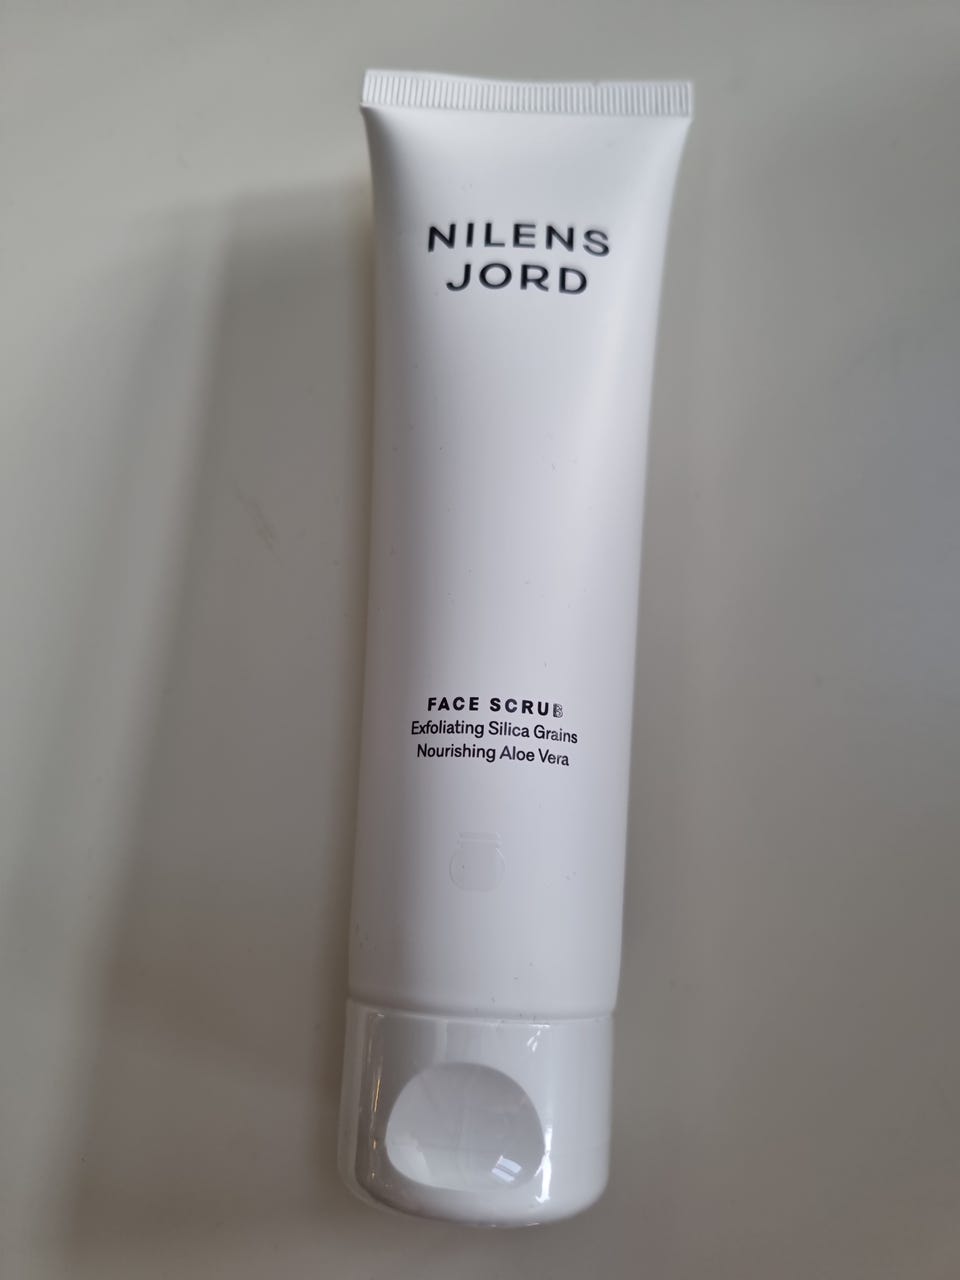 NILENS
JORD
FACE SCRUB
Exfoliating Silica Grains
Nourishing Aloe Vera